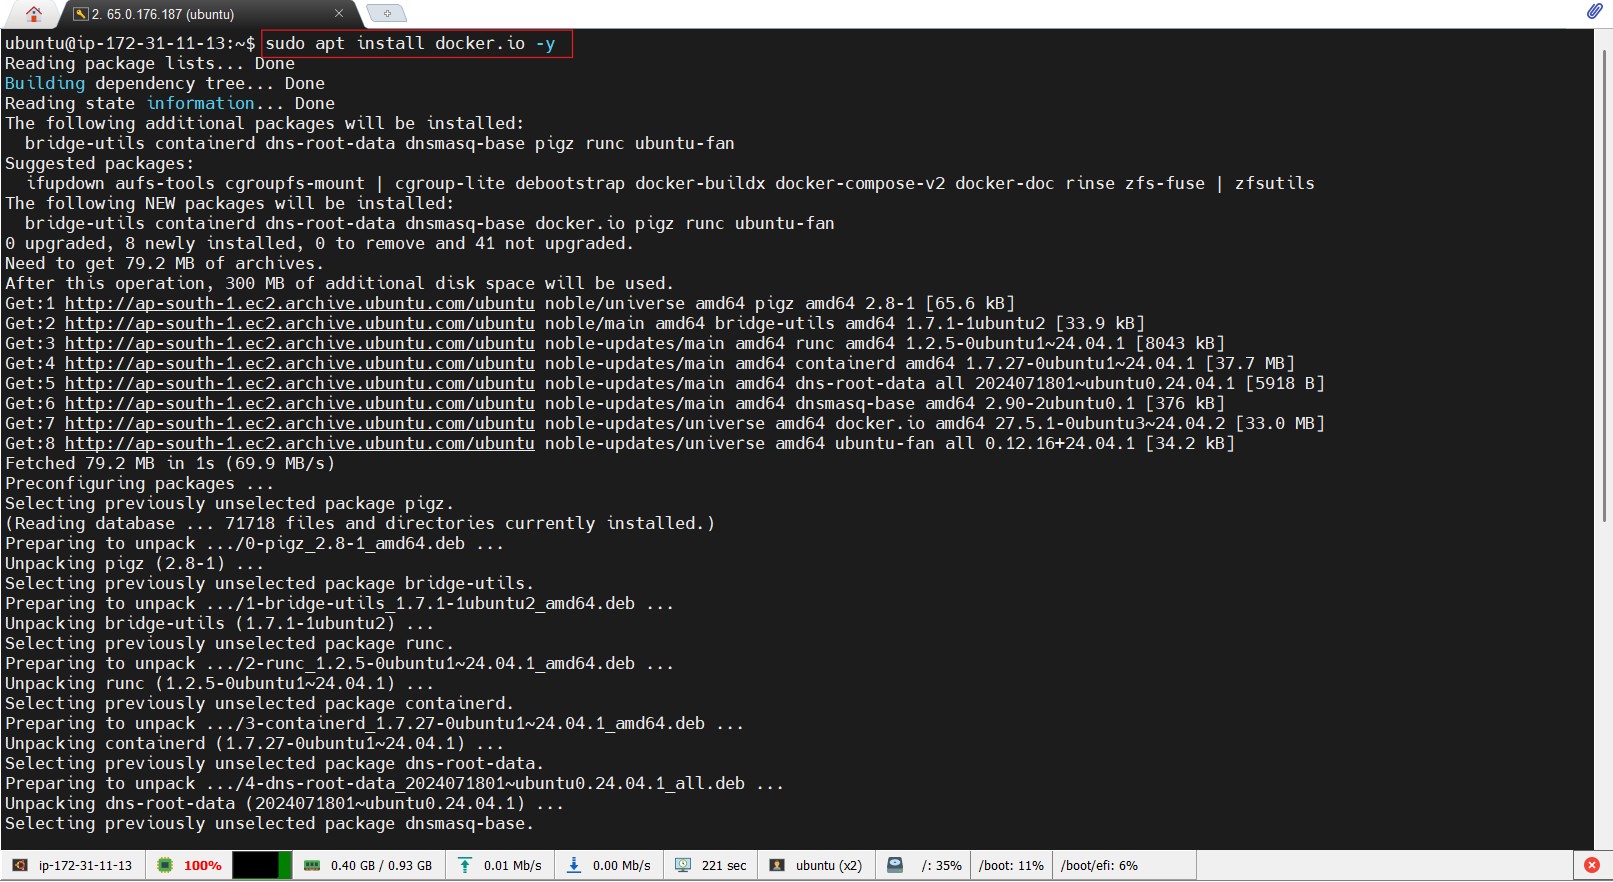 2. 65.0.176.187 (ubuntu)
ubuntu@ip-172-31-11-13:~$ sudo apt install docker.io -y
Reading package lists... Done
Building dependency tree... Done
Reading state information... Done
The following additional packages will be installed:
  bridge-utils containerd dns-root-data dnsmasq-base pigz runc ubuntu-fan
Suggested packages:
  ifupdown aufs-tools cgroupfs-mount | cgroup-lite debootstrap docker-buildx docker-compose-v2 docker-doc rinse zfs-fuse | zfsutils
The following NEW packages will be installed:
  bridge-utils containerd dns-root-data dnsmasq-base docker.io pigz runc ubuntu-fan
0 upgraded, 8 newly installed, 0 to remove and 41 not upgraded.
Need to get 79.2 MB of archives.
After this operation, 300 MB of additional disk space will be used.
Get:1 http://ap-south-1.ec2.archive.ubuntu.com/ubuntu noble/universe amd64 pigz amd64 2.8-1 [65.6 kB]
Get:2 http://ap-south-1.ec2.archive.ubuntu.com/ubuntu noble/main amd64 bridge-utils amd64 1.7.1-1ubuntu2 [33.9 kB]
Get:3 http://ap-south-1.ec2.archive.ubuntu.com/ubuntu noble-updates/main amd64 runc amd64 1.2.5-0ubuntu1~24.04.1 [8043 kB]
Get:4 http://ap-south-1.ec2.archive.ubuntu.com/ubuntu noble-updates/main amd64 containerd amd64 1.7.27-0ubuntu1~24.04.1 [37.7 MB]
Get:5 http://ap-south-1.ec2.archive.ubuntu.com/ubuntu noble-updates/main amd64 dns-root-data all 2024071801~ubuntu0.24.04.1 [5918 B]
Get:6 http://ap-south-1.ec2.archive.ubuntu.com/ubuntu noble-updates/main amd64 dnsmasq-base amd64 2.90-2ubuntu0.1 [376 kB]
Get:7 http://ap-south-1.ec2.archive.ubuntu.com/ubuntu noble-updates/universe amd64 docker.io amd64 27.5.1-0ubuntu3~24.04.2 [33.0 MB]
Get:8 http://ap-south-1.ec2.archive.ubuntu.com/ubuntu noble-updates/universe amd64 ubuntu-fan all 0.12.16+24.04.1 [34.2 kB]
Fetched 79.2 MB in 1s (69.9 MB/s)
Preconfiguring packages ...
Selecting previously unselected package pigz.
(Reading database ... 71718 files and directories currently installed.)
Preparing to unpack .../0-pigz_2.8-1_amd64.deb ...
Unpacking pigz (2.8-1) ...
Selecting previously unselected package bridge-utils.
Preparing to unpack .../1-bridge-utils_1.7.1-1ubuntu2_amd64.deb ...
Unpacking bridge-utils (1.7.1-1ubuntu2) ...
Selecting previously unselected package runc.
Preparing to unpack .../2-runc_1.2.5-0ubuntu1~24.04.1_amd64.deb ...
Unpacking runc (1.2.5-0ubuntu1~24.04.1) ...
Selecting previously unselected package containerd.
Preparing to unpack .../3-containerd_1.7.27-0ubuntu1~24.04.1_amd64.deb ...
Unpacking containerd (1.7.27-0ubuntu1~24.04.1) ...
Selecting previously unselected package dns-root-data.
Preparing to unpack .../4-dns-root-data_2024071801~ubuntu0.24.04.1_all.deb ...
Unpacking dns-root-data (2024071801~ubuntu0.24.04.1) ...
Selecting previously unselected package dnsmasq-base.
ip-172-31-11-13 100% 0.40 GB / 0.93 GB 0.01 Mb/s 0.00 Mb/s 221 sec ubuntu (x2) /: 35% /boot: 11% /boot/efi: 6%